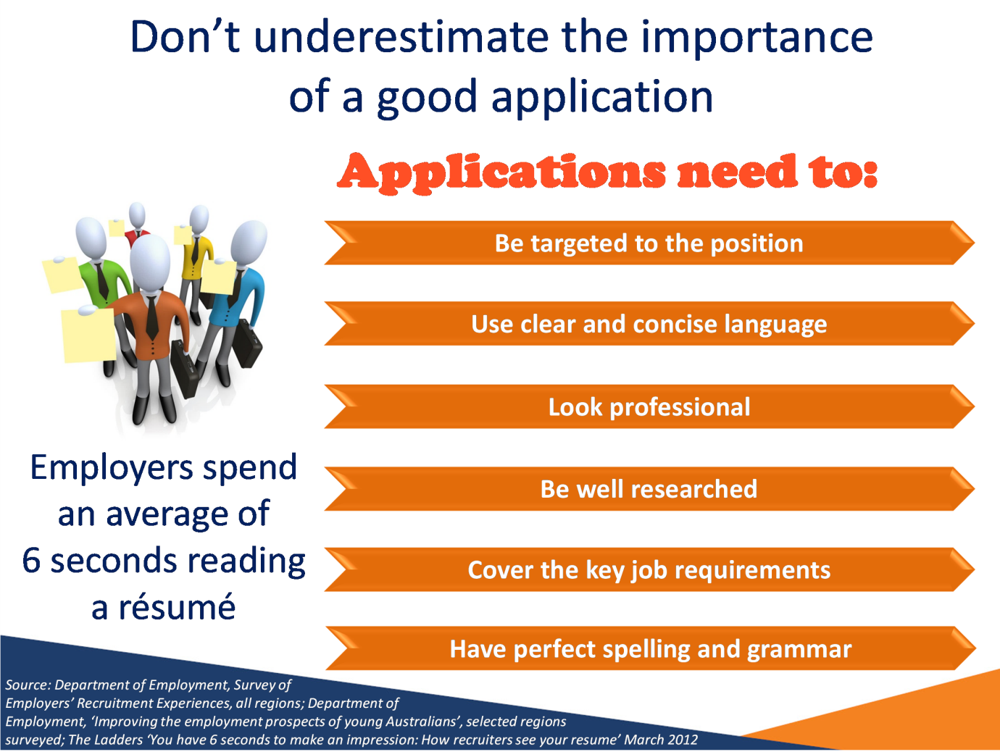 Don’t underestimate the importance
of a good application
Applications need to:
Be targeted to the position
Use clear and concise language
Look professional
Be well researched
Cover the key job requirements
Have perfect spelling and grammar
Employers spend
an average of
6 seconds reading
a résumé
Source: Department of Employment, Survey of
Employers’ Recruitment Experiences, all regions; Department of
Employment, ‘Improving the employment prospects of young Australians’, selected regions
surveyed; The Ladders ‘You have 6 seconds to make an impression: How recruiters see your resume’ March 2012